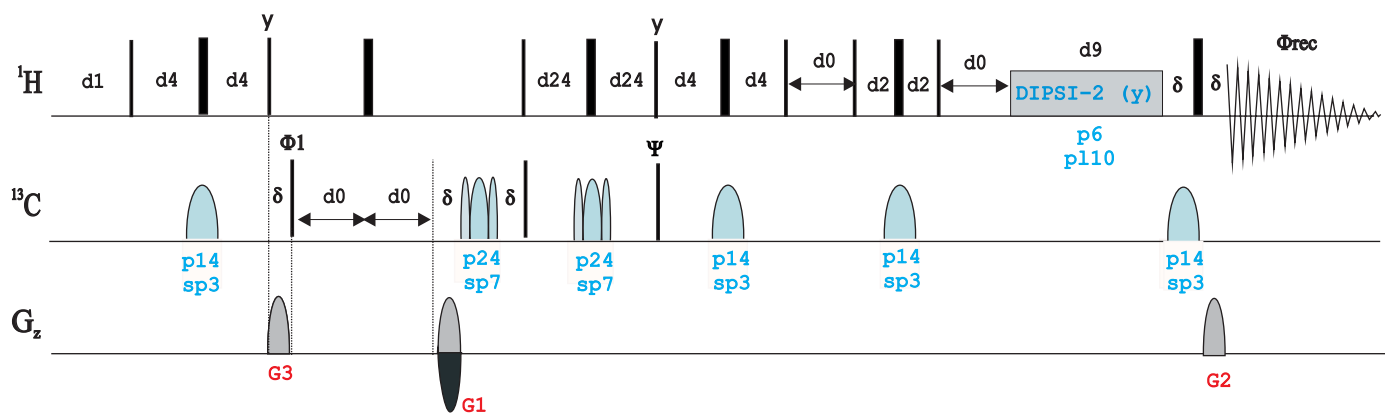 y y
d9
Φrec
¹H d1 d4 d4 d24 d24 d4 d4 d0 d2 d2 d0 DIPSI-2 (y) δ δ
p6
pl10
Φ1 Ψ
¹³C δ d0 d0 δ δ
p14 p24 p24 p14 p14 p14
sp3 sp7 sp7 sp3 sp3 sp3
Gz
G3 G1 G2